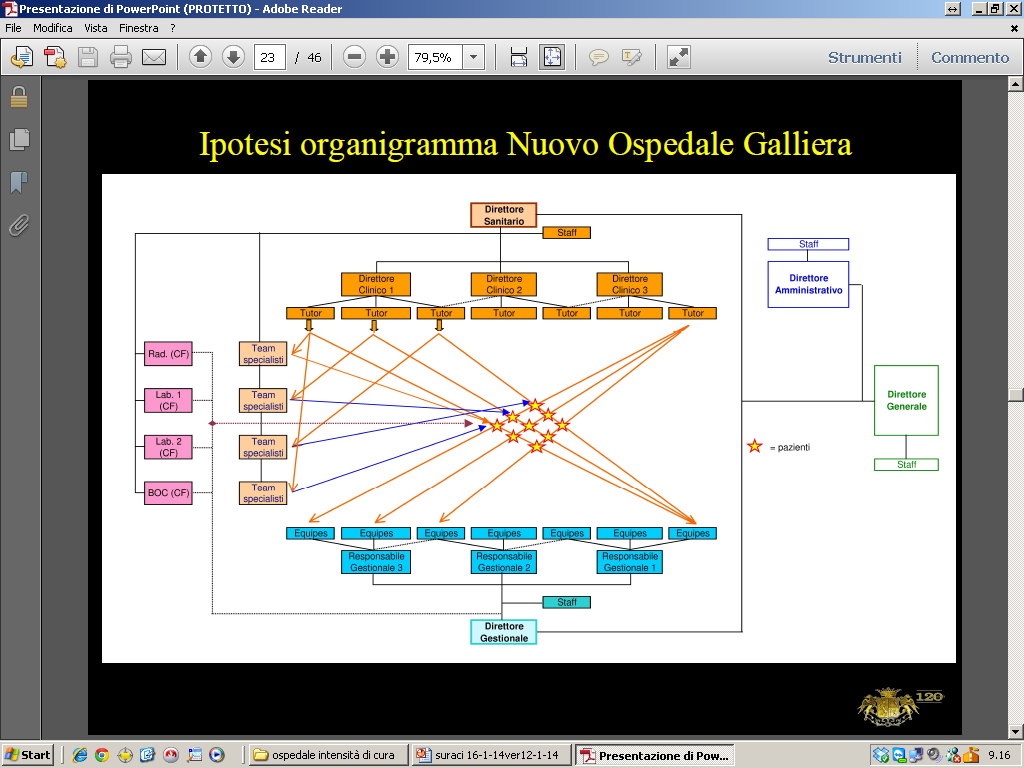 Presentazione di PowerPoint (PROTETTO) - Adobe Reader
File Modifica Vista Finestra ?
23 / 46 79,5% Strumenti Commento
Ipotesi organigramma Nuovo Ospedale Galliera
Direttore
Sanitario
Staff
Staff
Direttore
Amministrativo
Direttore
Clinico 1
Direttore
Clinico 2
Direttore
Clinico 3
Tutor Tutor Tutor Tutor Tutor Tutor Tutor
Rad. (CF)
Team
specialisti
Lab. 1
(CF)
Team
specialisti
Direttore
Generale
Lab. 2
(CF)
Team
specialisti
= pazienti
Staff
BOC (CF)
Team
specialisti
Equipes Equipes Equipes Equipes Equipes Equipes Equipes
Responsabile
Gestionale 3
Responsabile
Gestionale 2
Responsabile
Gestionale 1
Staff
Direttore
Gestionale
120
Start ospedale intensità di cura suraci 16-1-14ver12-1-14 Presentazione di Pow... 9.16